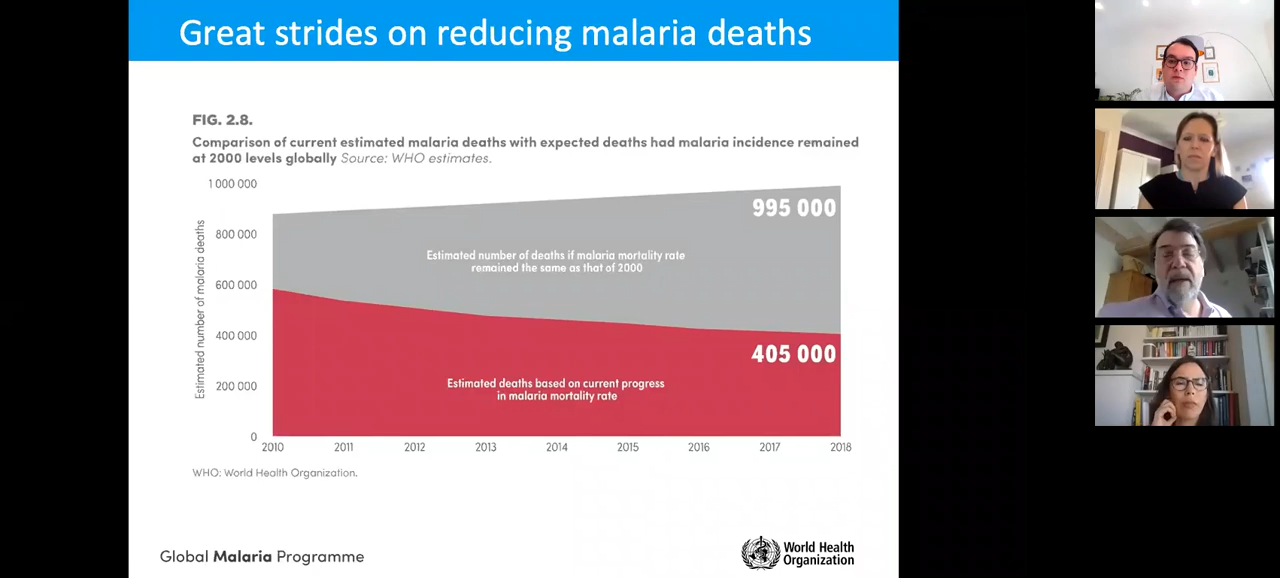 Great strides on reducing malaria deaths
FIG. 2.8.
Comparison of current estimated malaria deaths with expected deaths had malaria incidence remained
at 2000 levels globally Source: WHO estimates.
Estimated number of malaria deaths
1 000 000
800 000
600 000
400 000
200 000
0
995 000
Estimated number of deaths if malaria mortality rate
remained the same as that of 2000
405 000
Estimated deaths based on current progress
in malaria mortality rate
2010 2011 2012 2013 2014 2015 2016 2017 2018
WHO: World Health Organization.
Global Malaria Programme
World Health
Organization